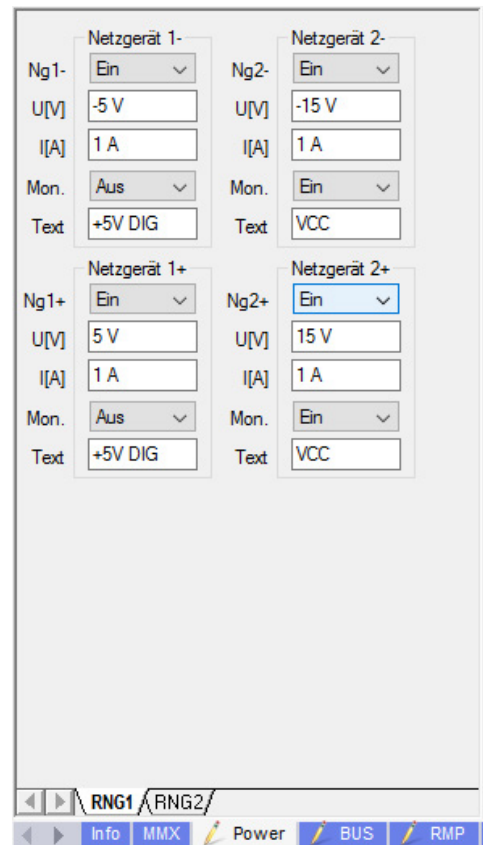 Netzgerät 1- Netzgerät 2-
Ng1- Ein Ng2- Ein
U[V] -5 V U[V] -15 V
I[A] 1 A I[A] 1 A
Mon. Aus Mon. Ein
Text +5V DIG Text VCC
Netzgerät 1+ Netzgerät 2+
Ng1+ Ein Ng2+ Ein
U[V] 5 V U[V] 15 V
I[A] 1 A I[A] 1 A
Mon. Aus Mon. Ein
Text +5V DIG Text VCC
RNG1 RNG2
Info MMX Power BUS RMP